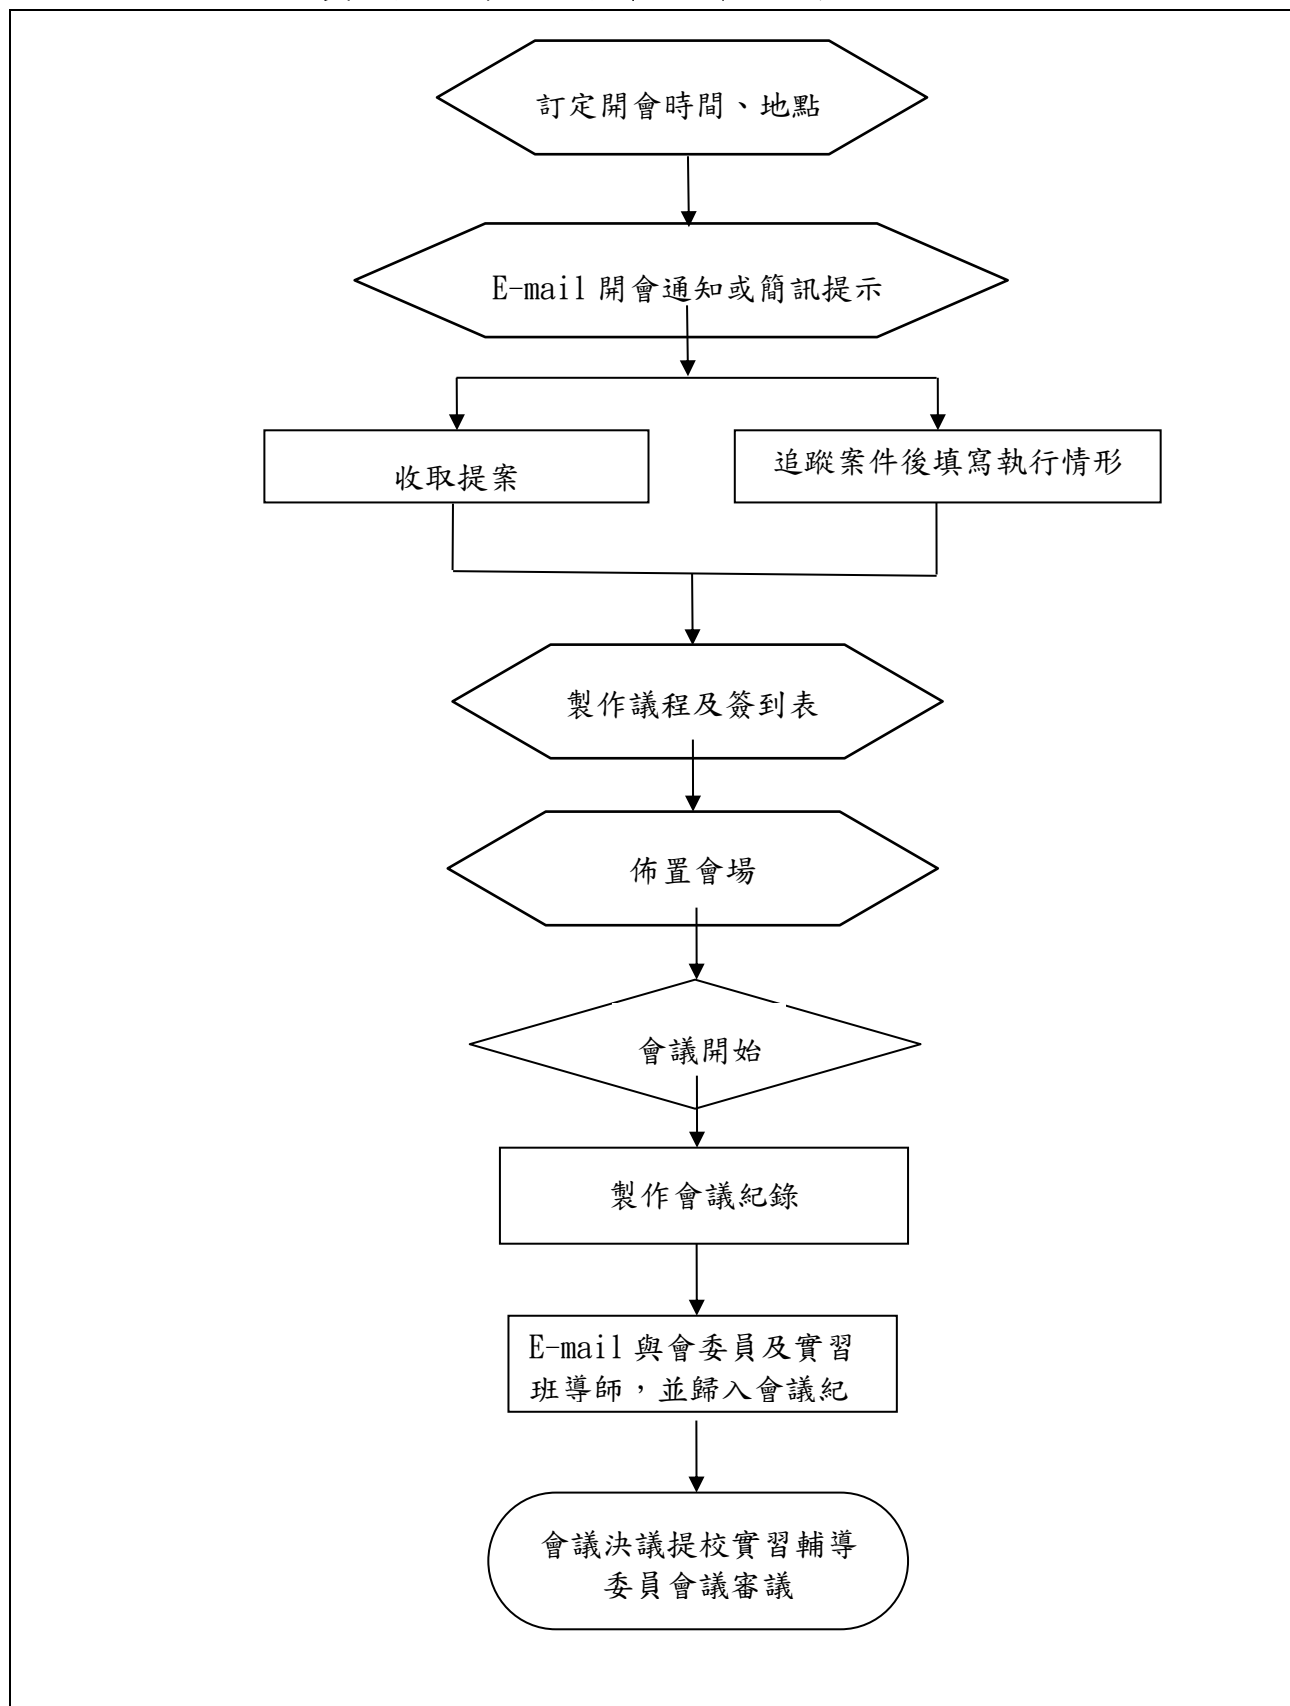 訂定開會時間、地點
E-mail 開會通知或簡訊提示
收取提案
追蹤案件後填寫執行情形
製作議程及簽到表
佈置會場
會議開始
製作會議紀錄
E-mail 與會委員及實習
班導師,並歸入會議紀
會議決議提校實習輔導
委員會議審議